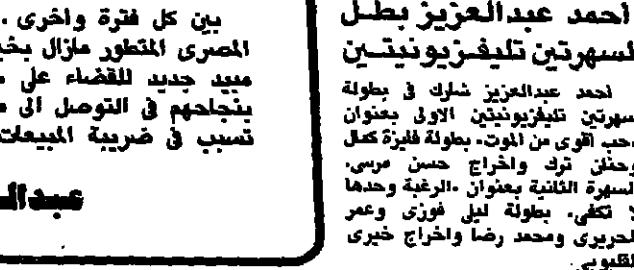 احمد عبدالعزيز بطل
لسهرتين تليفزيونيتين
احمد عبدالعزيز شارك في بطولة
سهرتين تليفزيونيتين الاولى بعنوان
«حب اقوى من الموت» بطولة فايزة كمال
وحنان ترك واخراج حسن مرسى.
السهرة الثانية بعنوان «الرغبة وحدها
لا تكفى» بطولة ليلى فوزى وعمر
الحريرى ومحمد رضا واخراج خيرى
القليوبى.
بين كل فترة واخرى .
المصرى المتطور مازال
مبيد جديد للقضاء على
بنجاحهم في التوصل الى
تسبب في ضريبة المبيعات